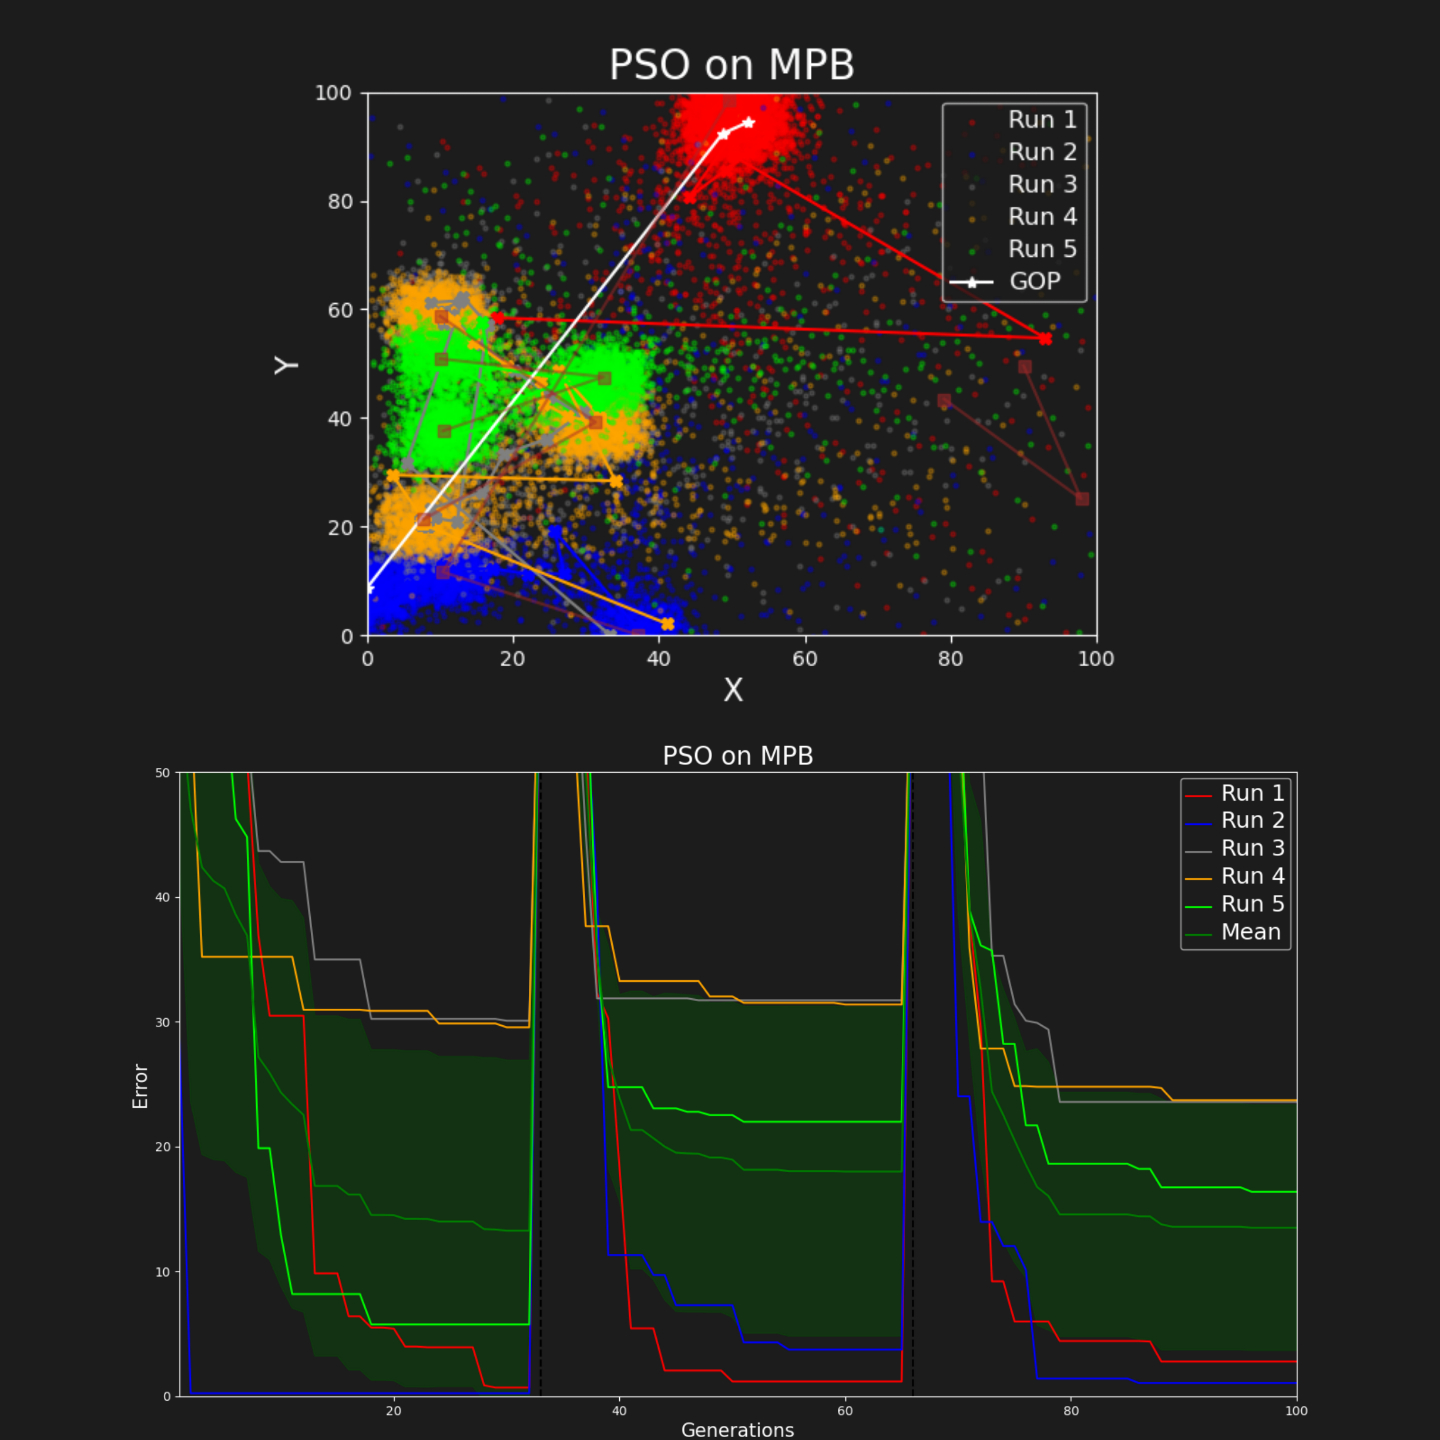 PSO on MPB
100
80
60
40
20
0
Y
0 20 40 60 80 100
X
Run 1
Run 2
Run 3
Run 4
Run 5
GOP
PSO on MPB
50
40
30
20
10
0
Error
20 40 60 80 100
Generations
Run 1
Run 2
Run 3
Run 4
Run 5
Mean